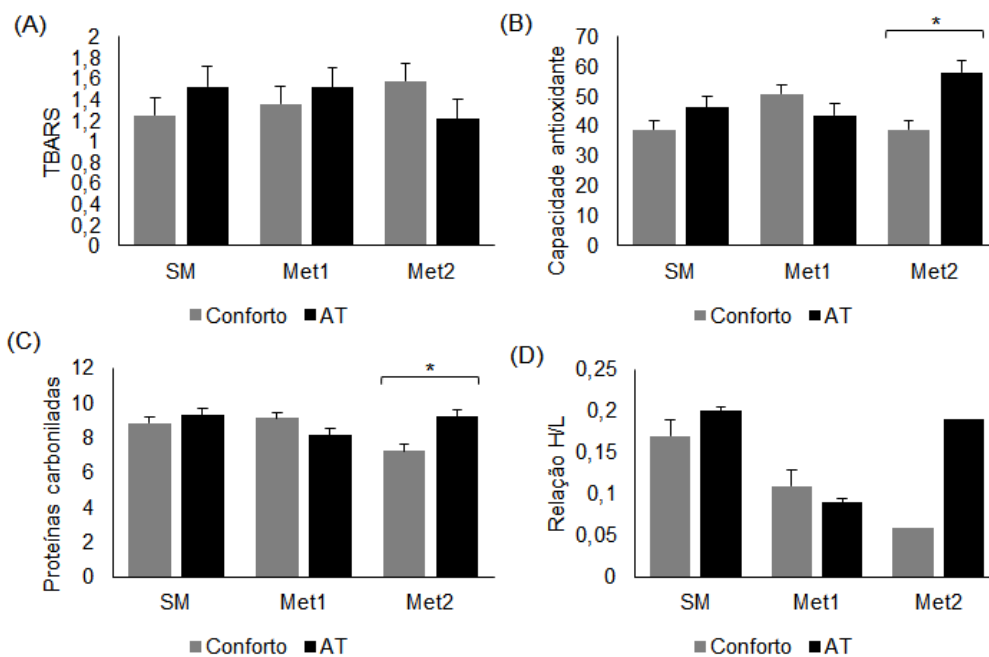 (A)
TBARS
2
1,8
1,6
1,4
1,2
1
0,8
0,6
0,4
0,2
0
SM Met1 Met2
Conforto AT
(B)
Capacidade antioxidante
70
60
50
40
30
20
10
0
*
SM Met1 Met2
Conforto AT
(C)
Proteínas carboniladas
12
10
8
6
4
2
0
*
SM Met1 Met2
Conforto AT
(D)
Relação H/L
0,25
0,2
0,15
0,1
0,05
0
SM Met1 Met2
Conforto AT